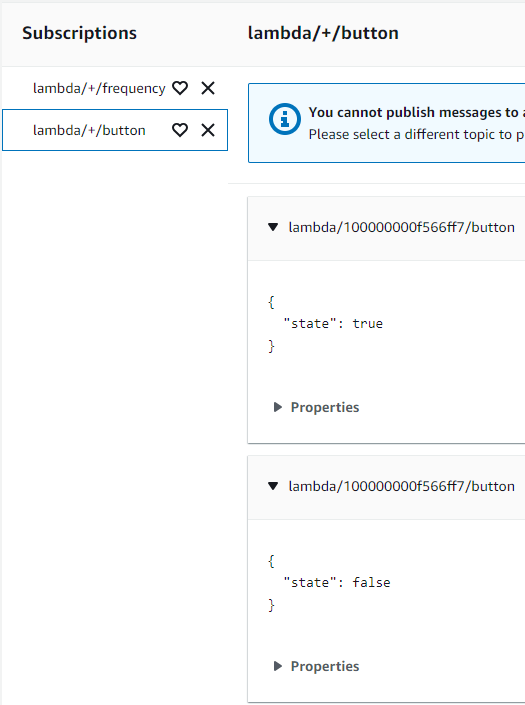 Subscriptions
lambda/+/frequency
lambda/+/button
lambda/+/button
You cannot publish messages to
Please select a different topic to
lambda/100000000f566ff7/button
{
"state": true
}
Properties
lambda/100000000f566ff7/button
{
"state": false
}
Properties